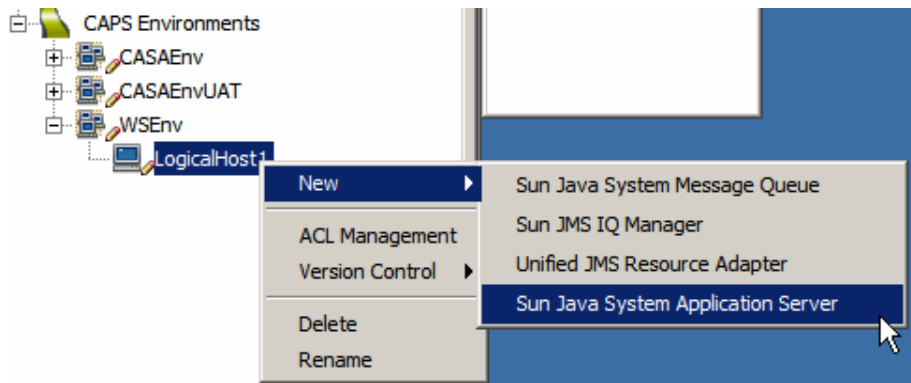 CAPS Environments
CASAEnv
CASAEnvUAT
WSEnv
LogicalHost1
New
ACL Management
Version Control
Delete
Rename
Sun Java System Message Queue
Sun JMS IQ Manager
Unified JMS Resource Adapter
Sun Java System Application Server